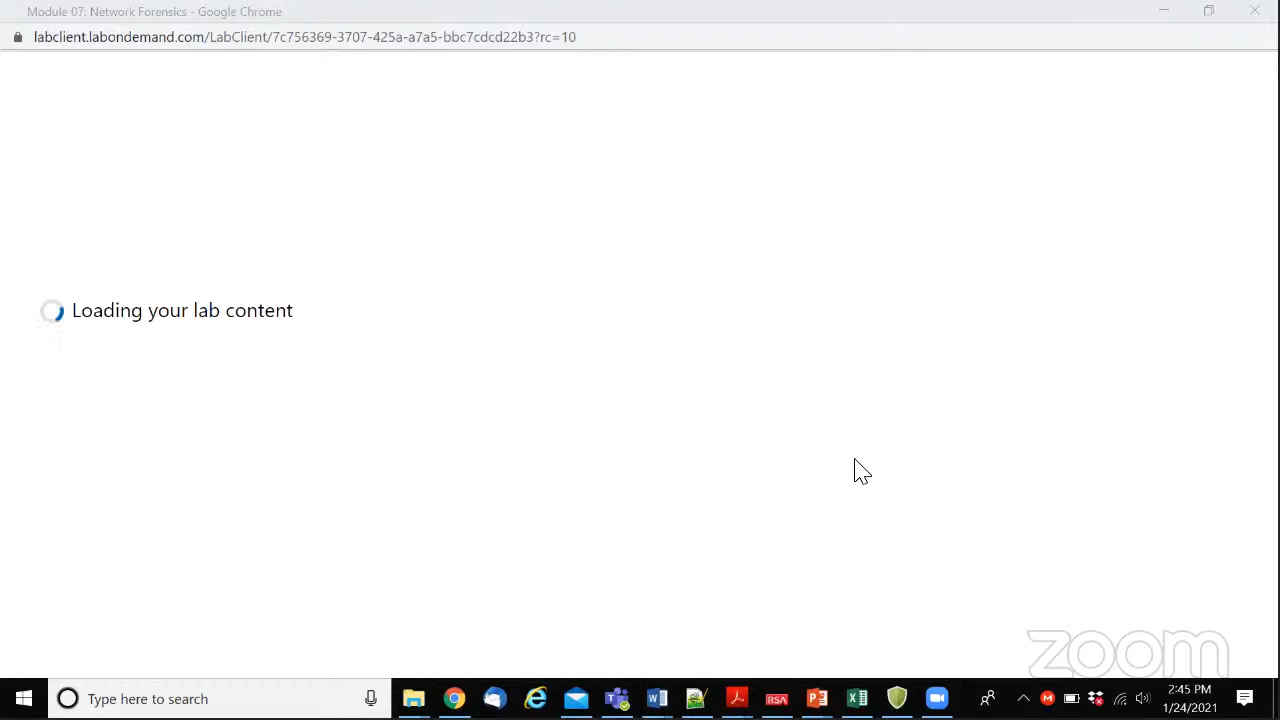 Module 07: Network Forensics - Google Chrome
labclient.labondemand.com/LabClient/7c756369-3707-425a-a7a5-bbc7cdcd22b3?rc=10
Loading your lab content
zoom
Type here to search
RSA
2:45 PM
1/24/2021